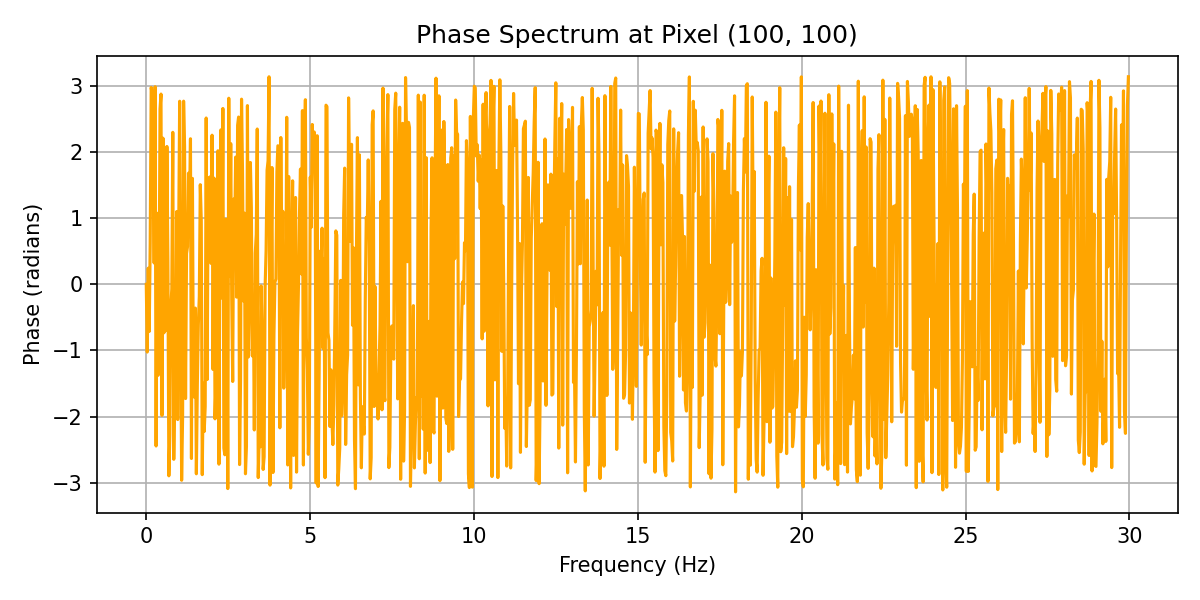 Phase Spectrum at Pixel (100, 100)
3
2
1
0
−1
−2
−3
Phase (radians)
0 5 10 15 20 25 30
Frequency (Hz)